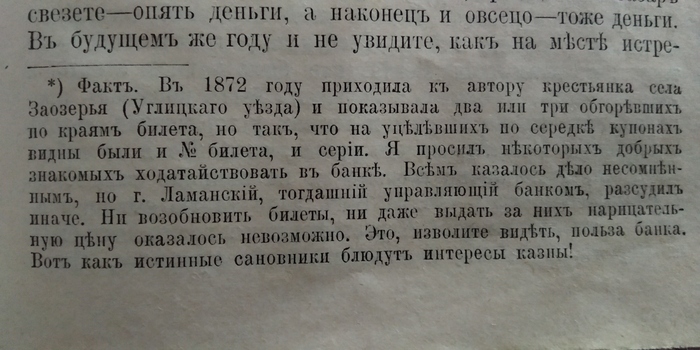 свезете—опять деньги, а наконецъ и овсецо—тоже деньги.
Въ будущемъ же году и не увидите, какъ на мѣстѣ истре-
*) Фактъ. Въ 1872 году приходила къ автору крестьянка села
Заозерья (Углицкаго уѣзда) и показывала два или три обгорѣвшихъ
по краямъ билета, но такъ, что на уцѣлѣвшихъ по середкѣ купонахъ
видны были и № билета, и серіи. Я просилъ нѣкоторыхъ добрыхъ
знакомыхъ ходатайствовать въ банкѣ. Всѣмъ казалось дѣло несомнѣн-
нымъ, но г. Ламанскій, тогдашній управляющій банкомъ, разсудилъ
иначе. Ни возобновить билеты, ни даже выдать за нихъ нарицатель-
ную цѣну оказалось невозможно. Это, изволите видѣть, польза банка.
Вотъ какъ истинные сановники блюдутъ интересы казны!